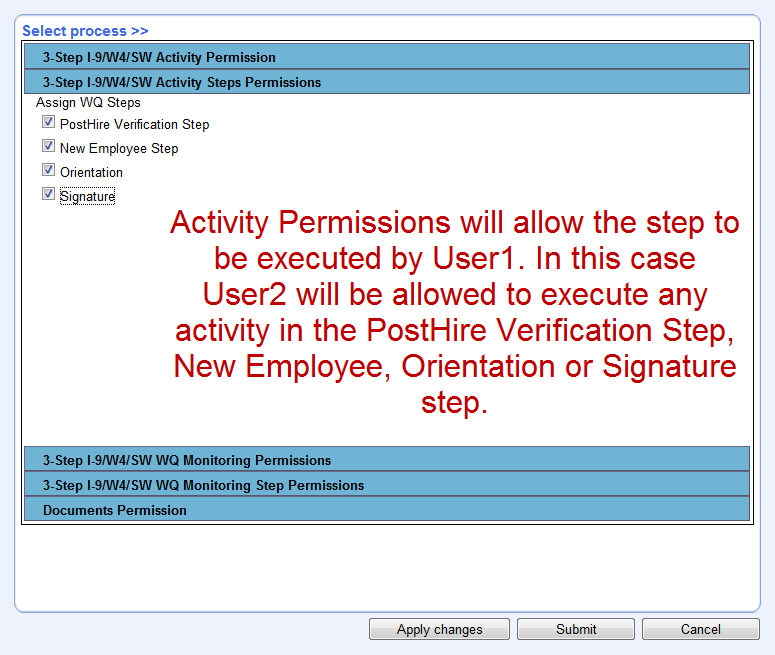 Select process >>
3-Step I-9/W4/SW Activity Permission
3-Step I-9/W4/SW Activity Steps Permissions
Assign WQ Steps
PostHire Verification Step
New Employee Step
Orientation
Signature
Activity Permissions will allow the step to
be executed by User1. In this case
User2 will be allowed to execute any
activity in the PostHire Verification Step,
New Employee, Orientation or Signature
step.
3-Step I-9/W4/SW WQ Monitoring Permissions
3-Step I-9/W4/SW WQ Monitoring Step Permissions
Documents Permission
Apply changes Submit Cancel